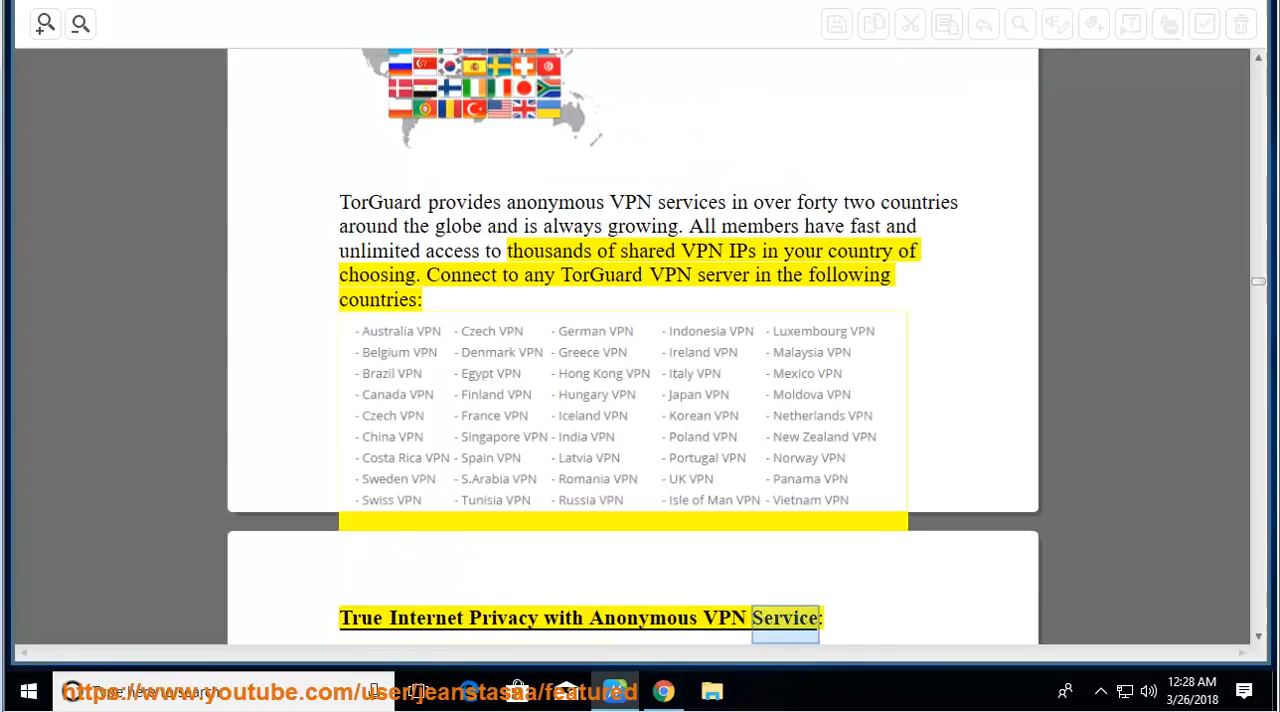 TorGuard provides anonymous VPN services in over forty two countries
around the globe and is always growing. All members have fast and
unlimited access to thousands of shared VPN IPs in your country of
choosing. Connect to any TorGuard VPN server in the following
countries:
- Australia VPN - Czech VPN - German VPN - Indonesia VPN - Luxembourg VPN
- Belgium VPN - Denmark VPN - Greece VPN - Ireland VPN - Malaysia VPN
- Brazil VPN - Egypt VPN - Hong Kong VPN - Italy VPN - Mexico VPN
- Canada VPN - Finland VPN - Hungary VPN - Japan VPN - Moldova VPN
- Czech VPN - France VPN - Iceland VPN - Korean VPN - Netherlands VPN
- China VPN - Singapore VPN - India VPN - Poland VPN - New Zealand VPN
- Costa Rica VPN - Spain VPN - Latvia VPN - Portugal VPN - Norway VPN
- Sweden VPN - S.Arabia VPN - Romania VPN - UK VPN - Panama VPN
- Swiss VPN - Tunisia VPN - Russia VPN - Isle of Man VPN - Vietnam VPN
True Internet Privacy with Anonymous VPN Service:
Type here to search
https://www.youtube.com/user/jeanstasaa/featured
12:28 AM
3/26/2018